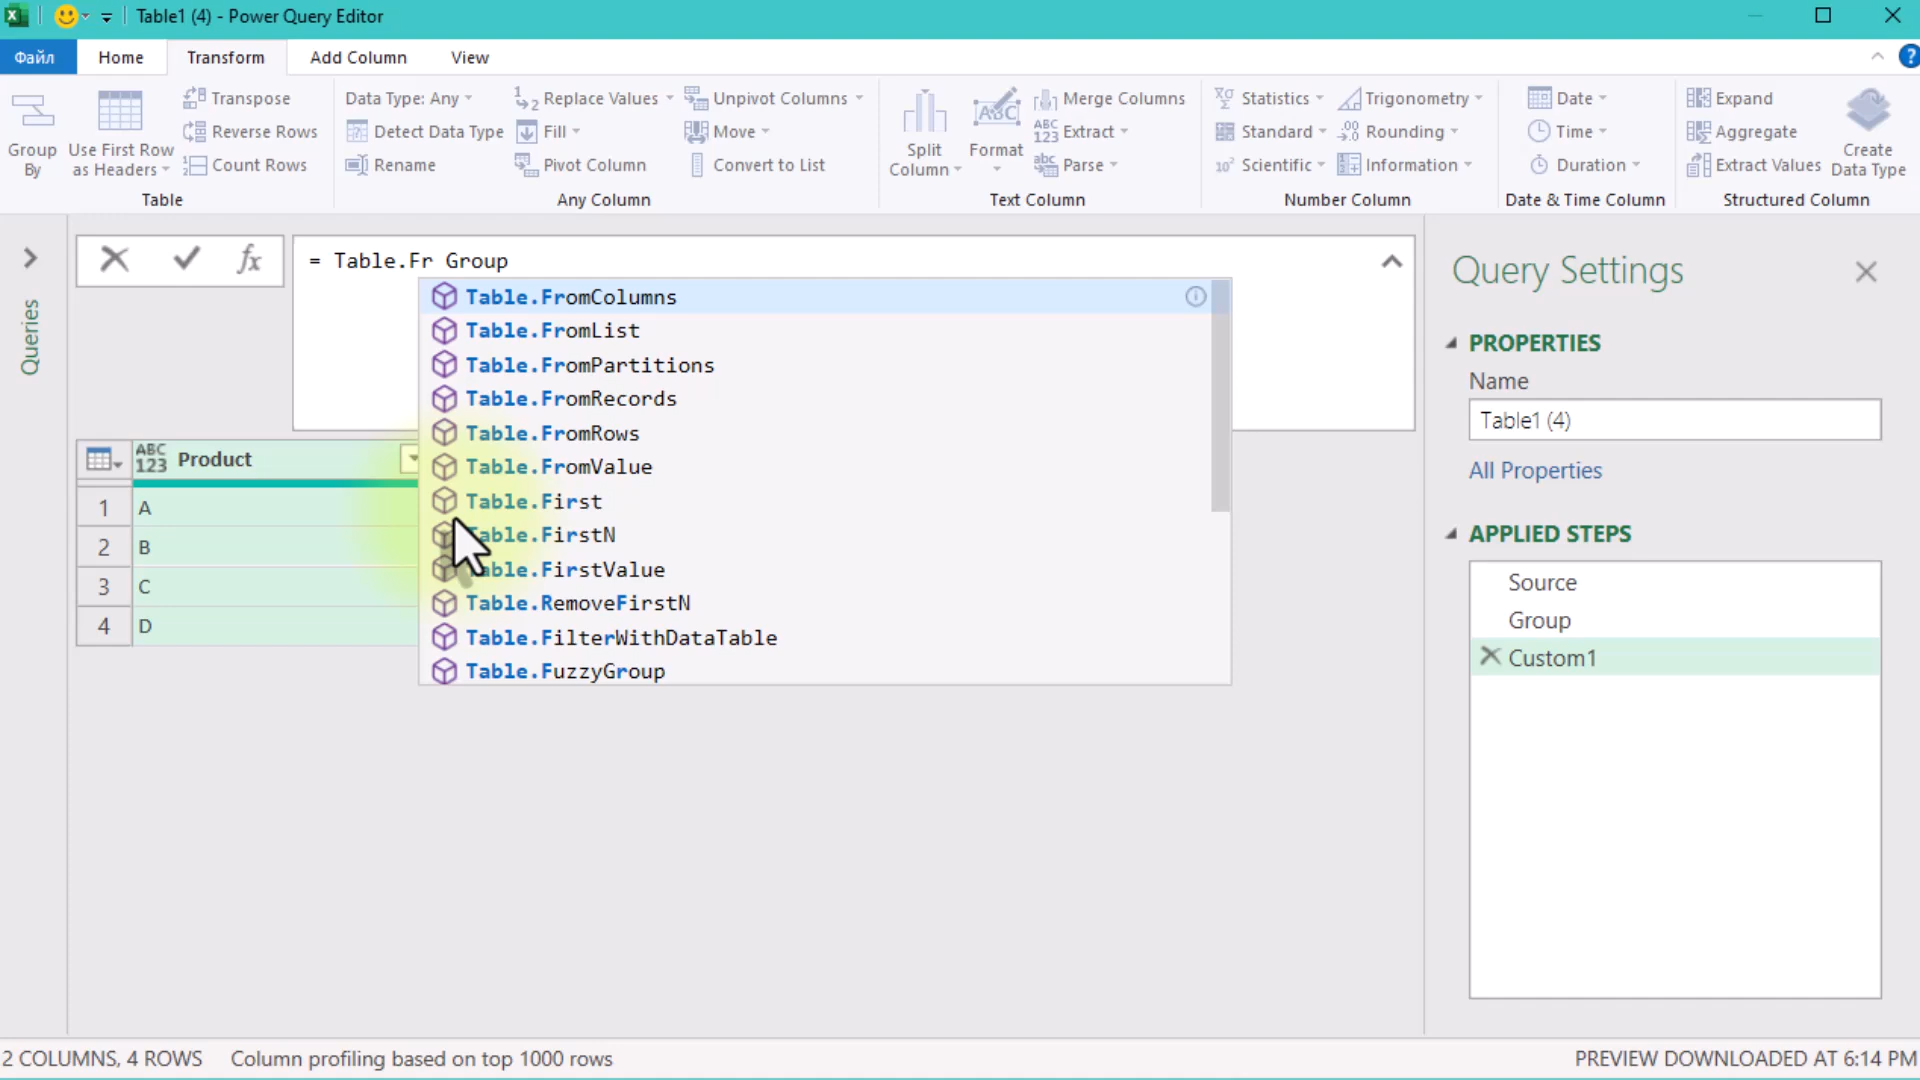 Table1 (4) - Power Query Editor
Файл Home Transform Add Column View
Group By
Use First Row as Headers
Transpose
Reverse Rows
Count Rows
Table
Data Type: Any
Detect Data Type
Rename
Replace Values
Fill
Pivot Column
Unpivot Columns
Move
Convert to List
Any Column
Split Column
Format
Merge Columns
Extract
Parse
Text Column
Statistics
Standard
Scientific
Trigonometry
Rounding
Information
Number Column
Date
Time
Duration
Date & Time Column
Expand
Aggregate
Extract Values
Create Data Type
Structured Column
Queries
fx
= Table.Fr Group
Table.FromColumns
Table.FromList
Table.FromPartitions
Table.FromRecords
Table.FromRows
Table.FromValue
Table.First
Table.FirstN
Table.FirstValue
Table.RemoveFirstN
Table.FilterWithDataTable
Table.FuzzyGroup
ABC 123 Product
1 A
2 B
3 C
4 D
Query Settings
PROPERTIES
Name
Table1 (4)
All Properties
APPLIED STEPS
Source
Group
Custom1
2 COLUMNS, 4 ROWS Column profiling based on top 1000 rows
PREVIEW DOWNLOADED AT 6:14 PM